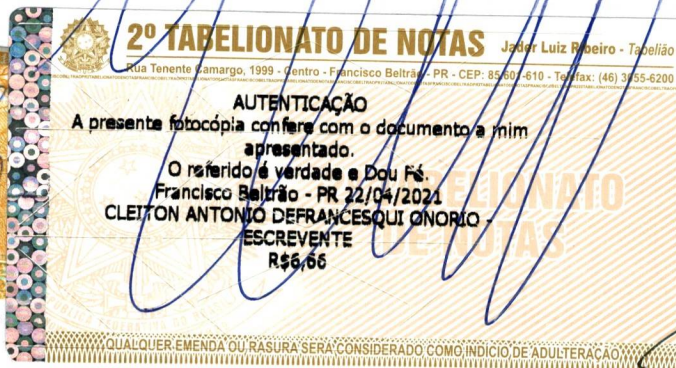 2º TABELIONATO DE NOTAS Jader Luiz Ribeiro - Tabelião
Rua Tenente Camargo, 1999 - Centro - Francisco Beltrão - PR - CEP: 85.601-610 - Telefax: (46) 3055-6200
AUTENTICAÇÃO
A presente fotocópia confere com o documento a mim
apresentado.
O referido é verdade e Dou Fé.
Francisco Beltrão - PR 22/04/2021
CLEITON ANTONIO DEFRANCESQUI ONORIO -
ESCREVENTE
R$6,66
TABELIONATO
DE NOTAS
QUALQUER EMENDA OU RASURA SERÁ CONSIDERADO COMO INDÍCIO DE ADULTERAÇÃO